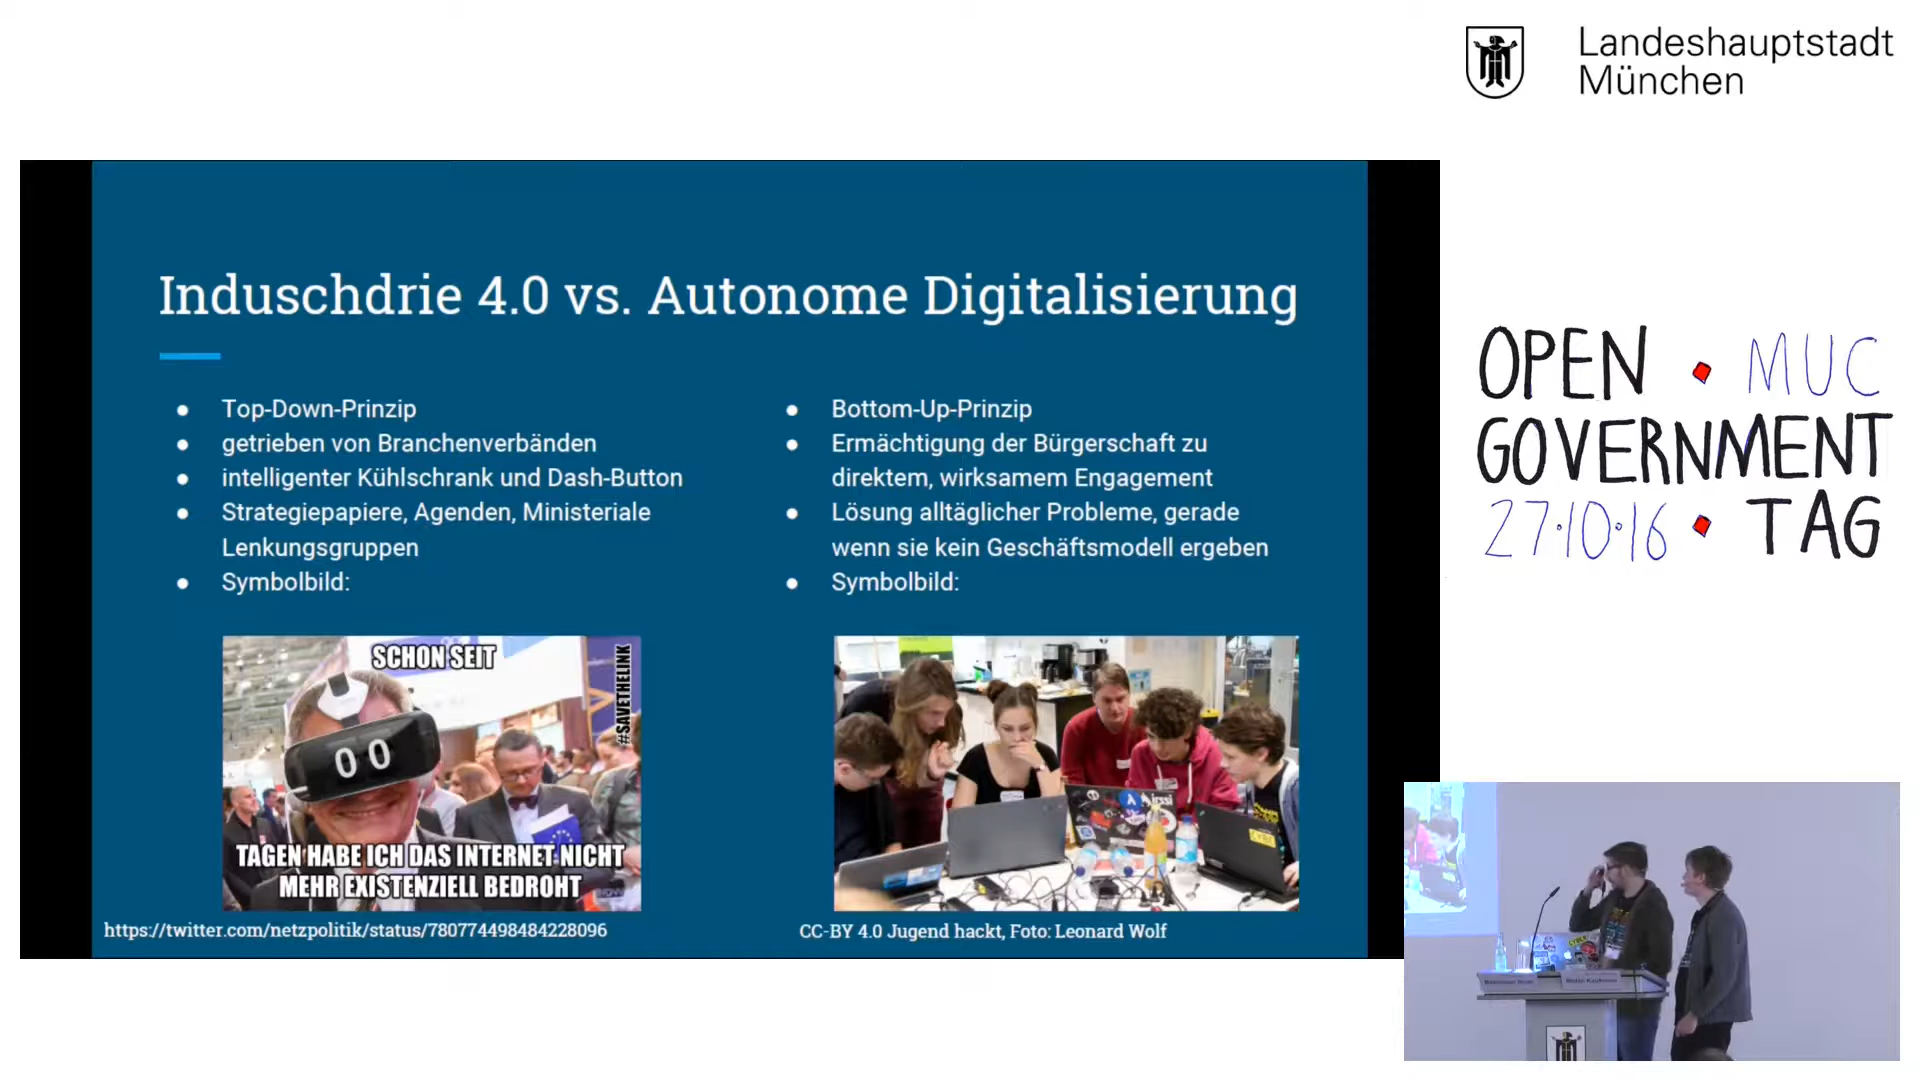 Landeshauptstadt
München
Induschdrie 4.0 vs. Autonome Digitalisierung
● Top-Down-Prinzip
● getrieben von Branchenverbänden
● intelligenter Kühlschrank und Dash-Button
● Strategiepapiere, Agenden, Ministeriale
Lenkungsgruppen
● Symbolbild:
SCHON SEIT
#SAVETHELINK
TAGEN HABE ICH DAS INTERNET NICHT
MEHR EXISTENZIELL BEDROHT
https://twitter.com/netzpolitik/status/780774498484228096
● Bottom-Up-Prinzip
● Ermächtigung der Bürgerschaft zu
direktem, wirksamem Engagement
● Lösung alltäglicher Probleme, gerade
wenn sie kein Geschäftsmodell ergeben
● Symbolbild:
irssi
CC-BY 4.0 Jugend hackt, Foto: Leonard Wolf
OPEN • MUC
GOVERNMENT
27·10·16 • TAG